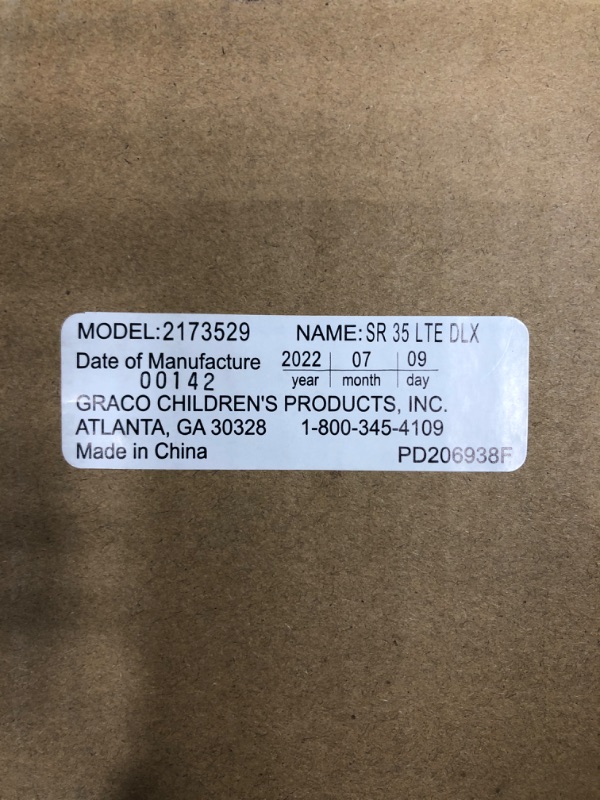 MODEL:2173529 NAME: SR 35 LTE DLX
Date of Manufacture 2022 07 09
00142 year month day
GRACO CHILDREN'S PRODUCTS, INC.
ATLANTA, GA 30328 1-800-345-4109
Made in China PD206938F